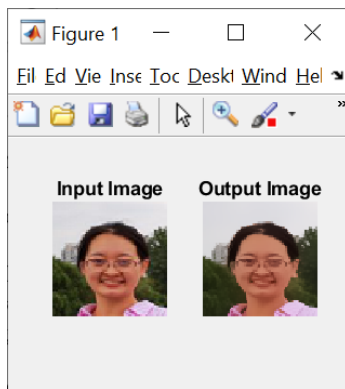 Figure 1
Fil Ed Vie Inse Toc Deskt Wind Hel
Input Image Output Image